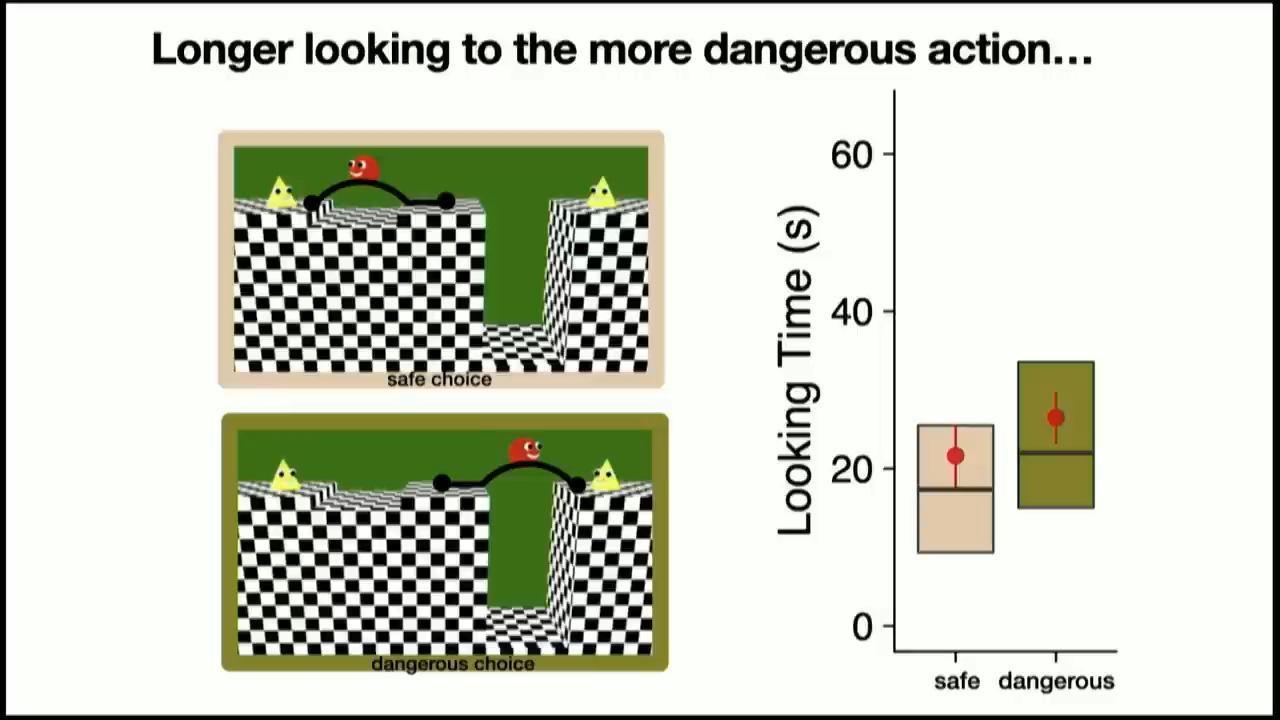 Longer looking to the more dangerous action…
safe choice
dangerous choice
Looking Time (s)
60
40
20
0
safe
dangerous